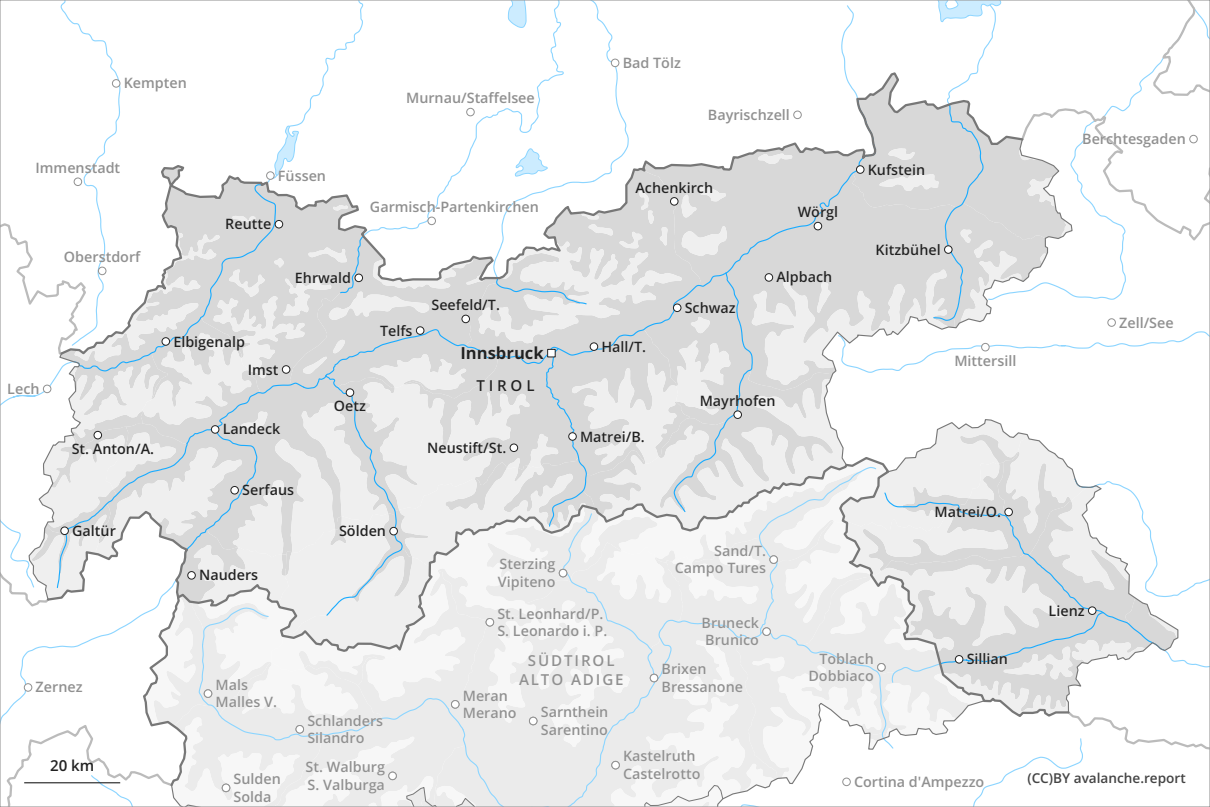 Kempten
Bad Tölz
Murnau/Staffelsee
Bayrischzell
Berchtesgaden
Immenstadt
Füssen
Kufstein
Achenkirch
Garmisch-Partenkirchen
Wörgl
Reutte
Kitzbühel
Oberstdorf
Ehrwald
Alpbach
Seefeld/T.
Schwaz
Zell/See
Telfs
Elbigenalp
Innsbruck
Hall/T.
Mittersill
Imst
TIROL
Lech
Oetz
Mayrhofen
Landeck
Matrei/B.
St. Anton/A.
Neustift/St.
Serfaus
Matrei/O.
Galtür
Sölden
Sand/T.
Campo Tures
Sterzing
Vipiteno
Nauders
Lienz
St. Leonhard/P.
S. Leonardo i. P.
Bruneck
Brunico
SÜDTIROL
ALTO ADIGE
Toblach
Dobbiaco
Sillian
Brixen
Bressanone
Zernez
Mals
Malles V.
Meran
Merano
Sarnthein
Sarentino
Schlanders
Silandro
Kastelruth
Castelrotto
St. Walburg
S. Valburga
20 km
Sulden
Solda
Cortina d'Ampezzo
(CC)BY avalanche.report